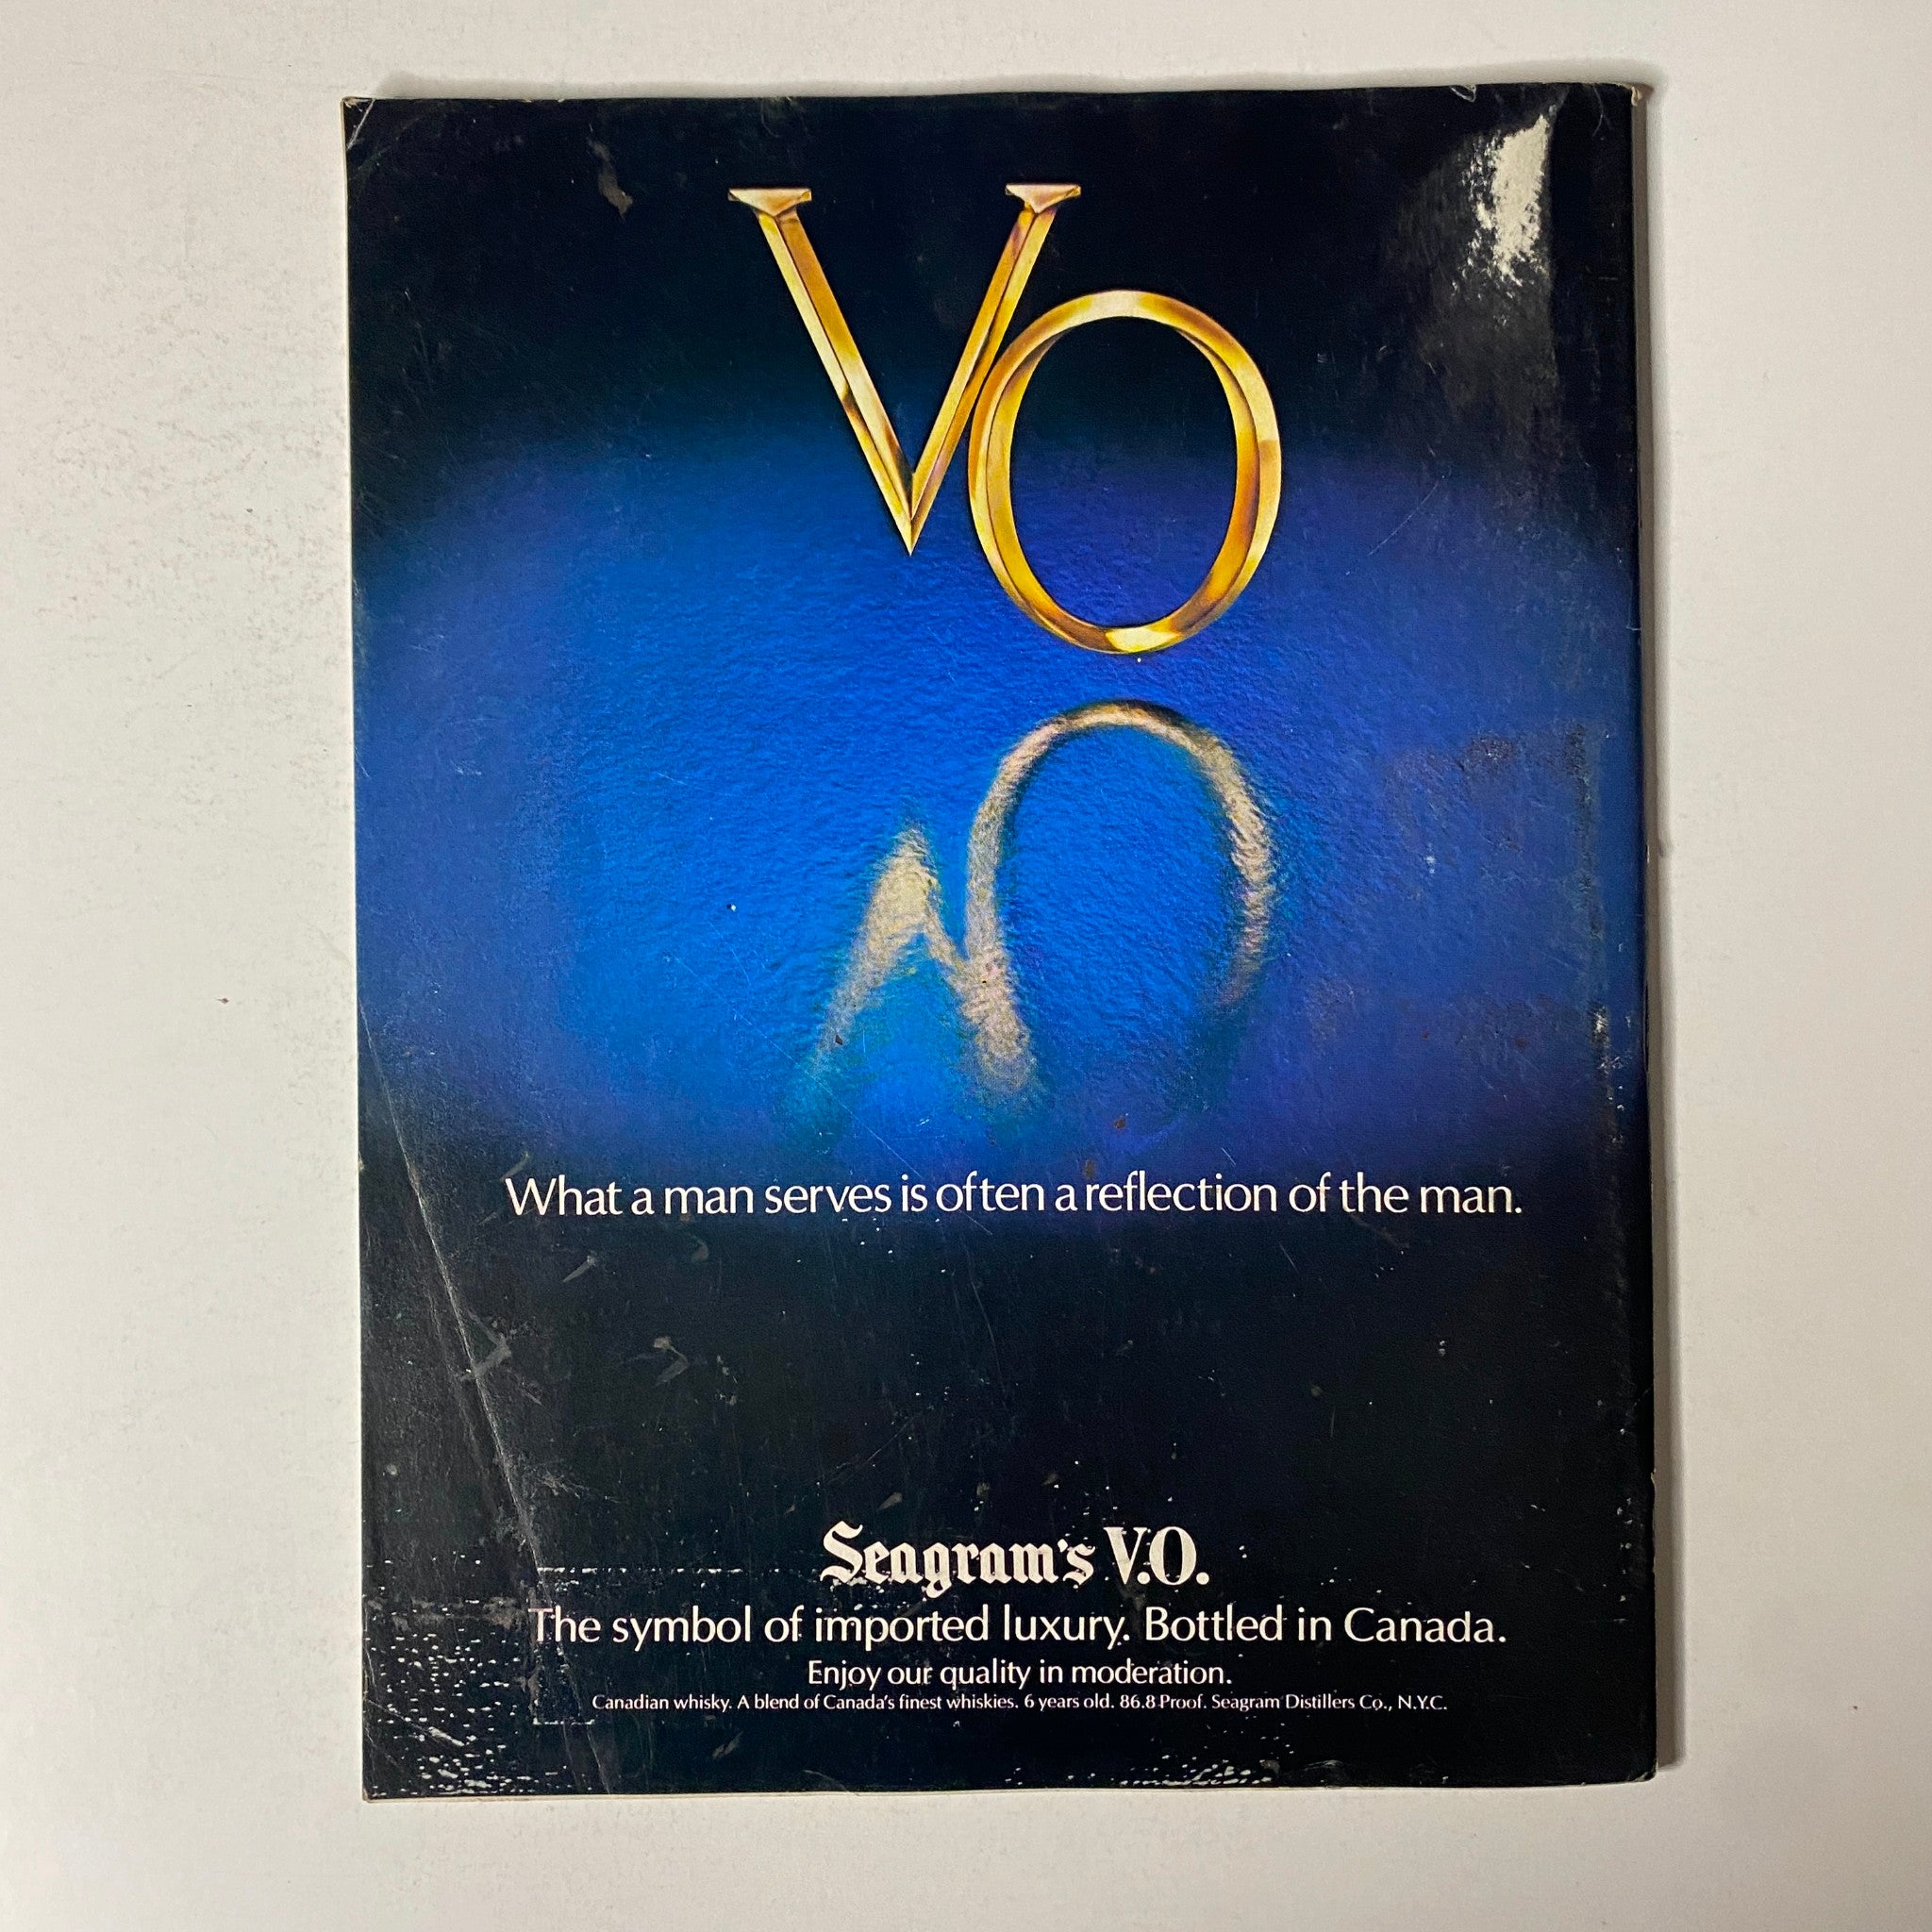 VO
What a man serves is often a reflection of the man.
Seagram's V.O.
The symbol of imported luxury. Bottled in Canada.
Enjoy our quality in moderation.
Canadian whisky. A blend of Canada's finest whiskies. 6 years old. 86.8 Proof. Seagram Distillers Co., N.Y.C.